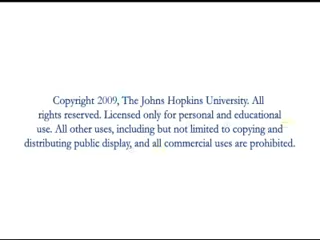 Copyright 2009, The Johns Hopkins University. All
rights reserved. Licensed only for personal and educational
use. All other uses, including but not limited to copying and
distributing public display, and all commercial uses are prohibited.